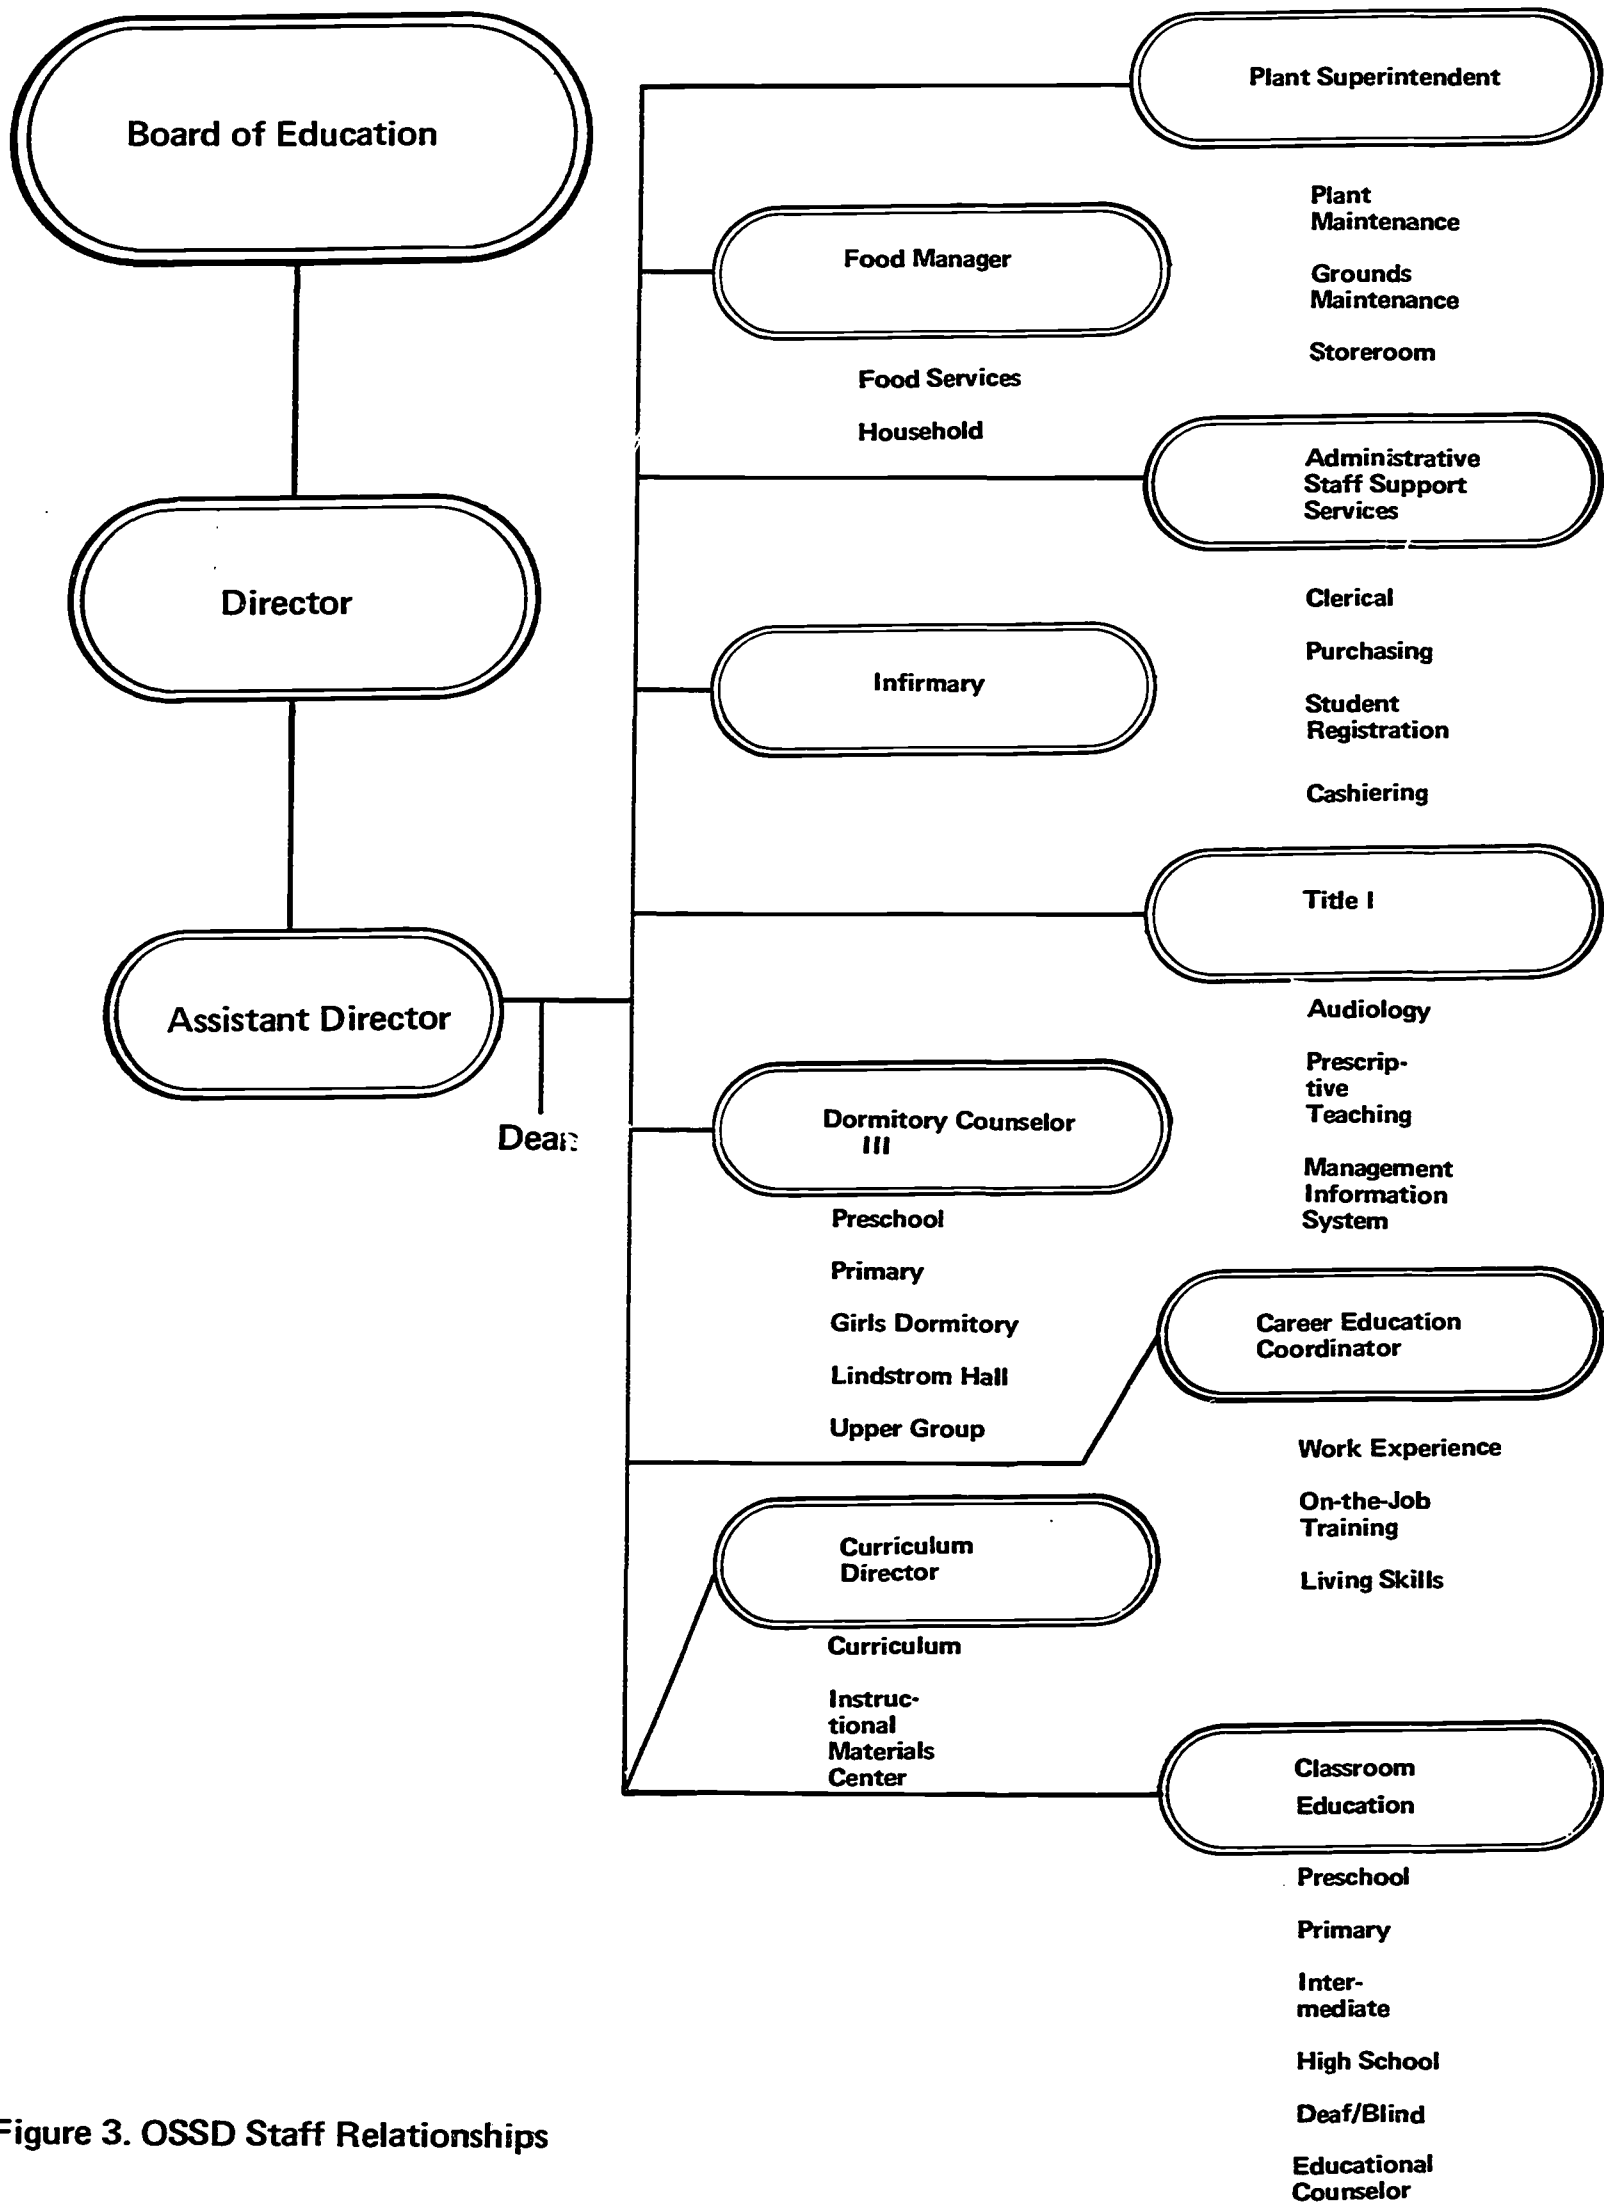 Board of Education
Director
Assistant Director
Dean
Plant Superintendent
Plant
Maintenance
Grounds
Maintenance
Storeroom
Food Manager
Food Services
Household
Administrative
Staff Support
Services
Clerical
Purchasing
Student
Registration
Cashiering
Infirmary
Title I
Audiology
Prescrip-
tive
Teaching
Management
Information
System
Dormitory Counselor
III
Preschool
Primary
Girls Dormitory
Lindstrom Hall
Upper Group
Career Education
Coordinator
Work Experience
On-the-Job
Training
Living Skills
Curriculum
Director
Curriculum
Instruc-
tional
Materials
Center
Classroom
Education
Preschool
Primary
Inter-
mediate
High School
Deaf/Blind
Educational
Counselor
Figure 3. OSSD Staff Relationships